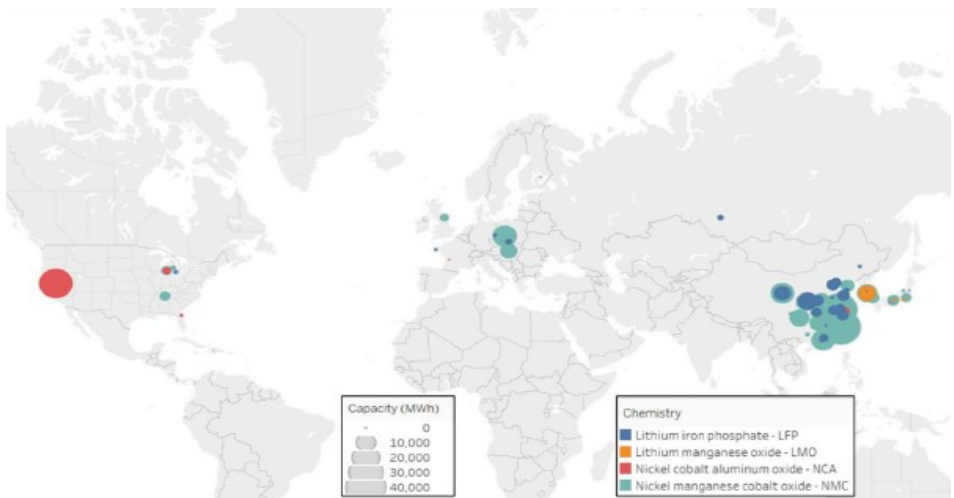 Capacity (MWh)
0
10,000
20,000
30,000
40,000
Chemistry
Lithium iron phosphate - LFP
Lithium manganese oxide - LMO
Nickel cobalt aluminum oxide - NCA
Nickel manganese cobalt oxide - NMC